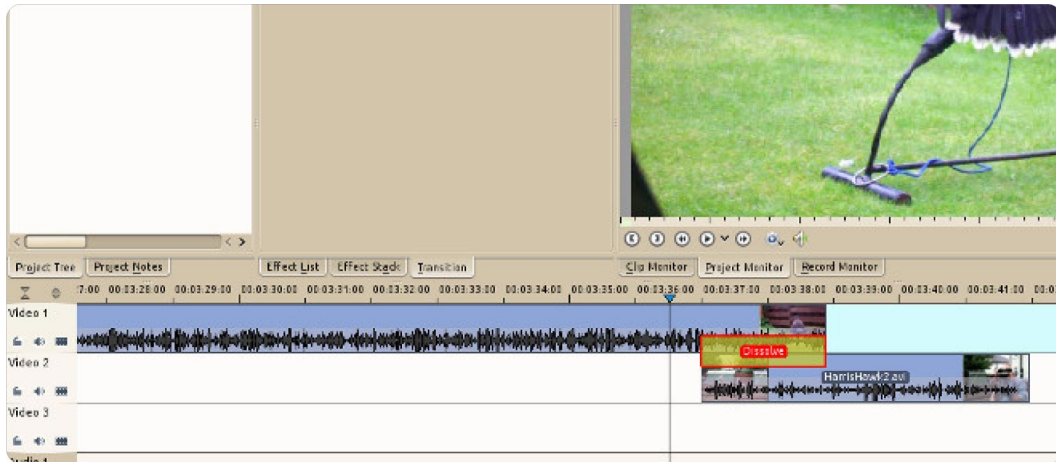 Project Tree Project Notes Effect List Effect Stack Transition Clip Monitor Project Monitor Record Monitor
7:00 00:03:28:00 00:03:29:00 00:03:30:00 00:03:31:00 00:03:32:00 00:03:33:00 00:03:34:00 00:03:35:00 00:03:36:00 00:03:37:00 00:03:38:00 00:03:39:00 00:03:40:00 00:03:41:00 00:0
Video 1
Dissolve
Video 2
HarrisHawk2.avi
Video 3
Audio 1